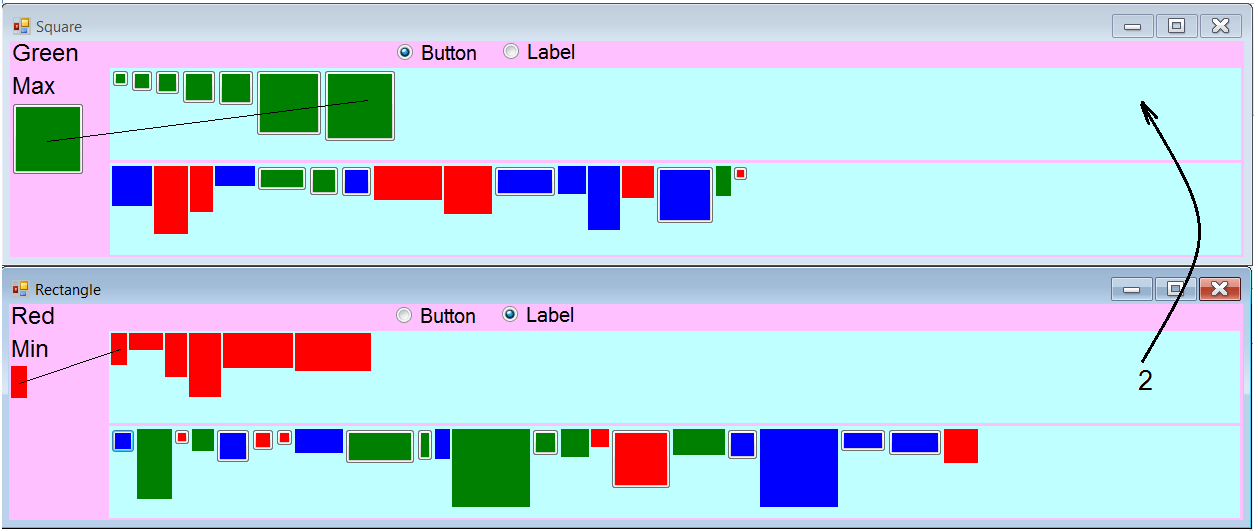 Square
Green
Button Label
Max
Rectangle
Red
Button Label
Min
2